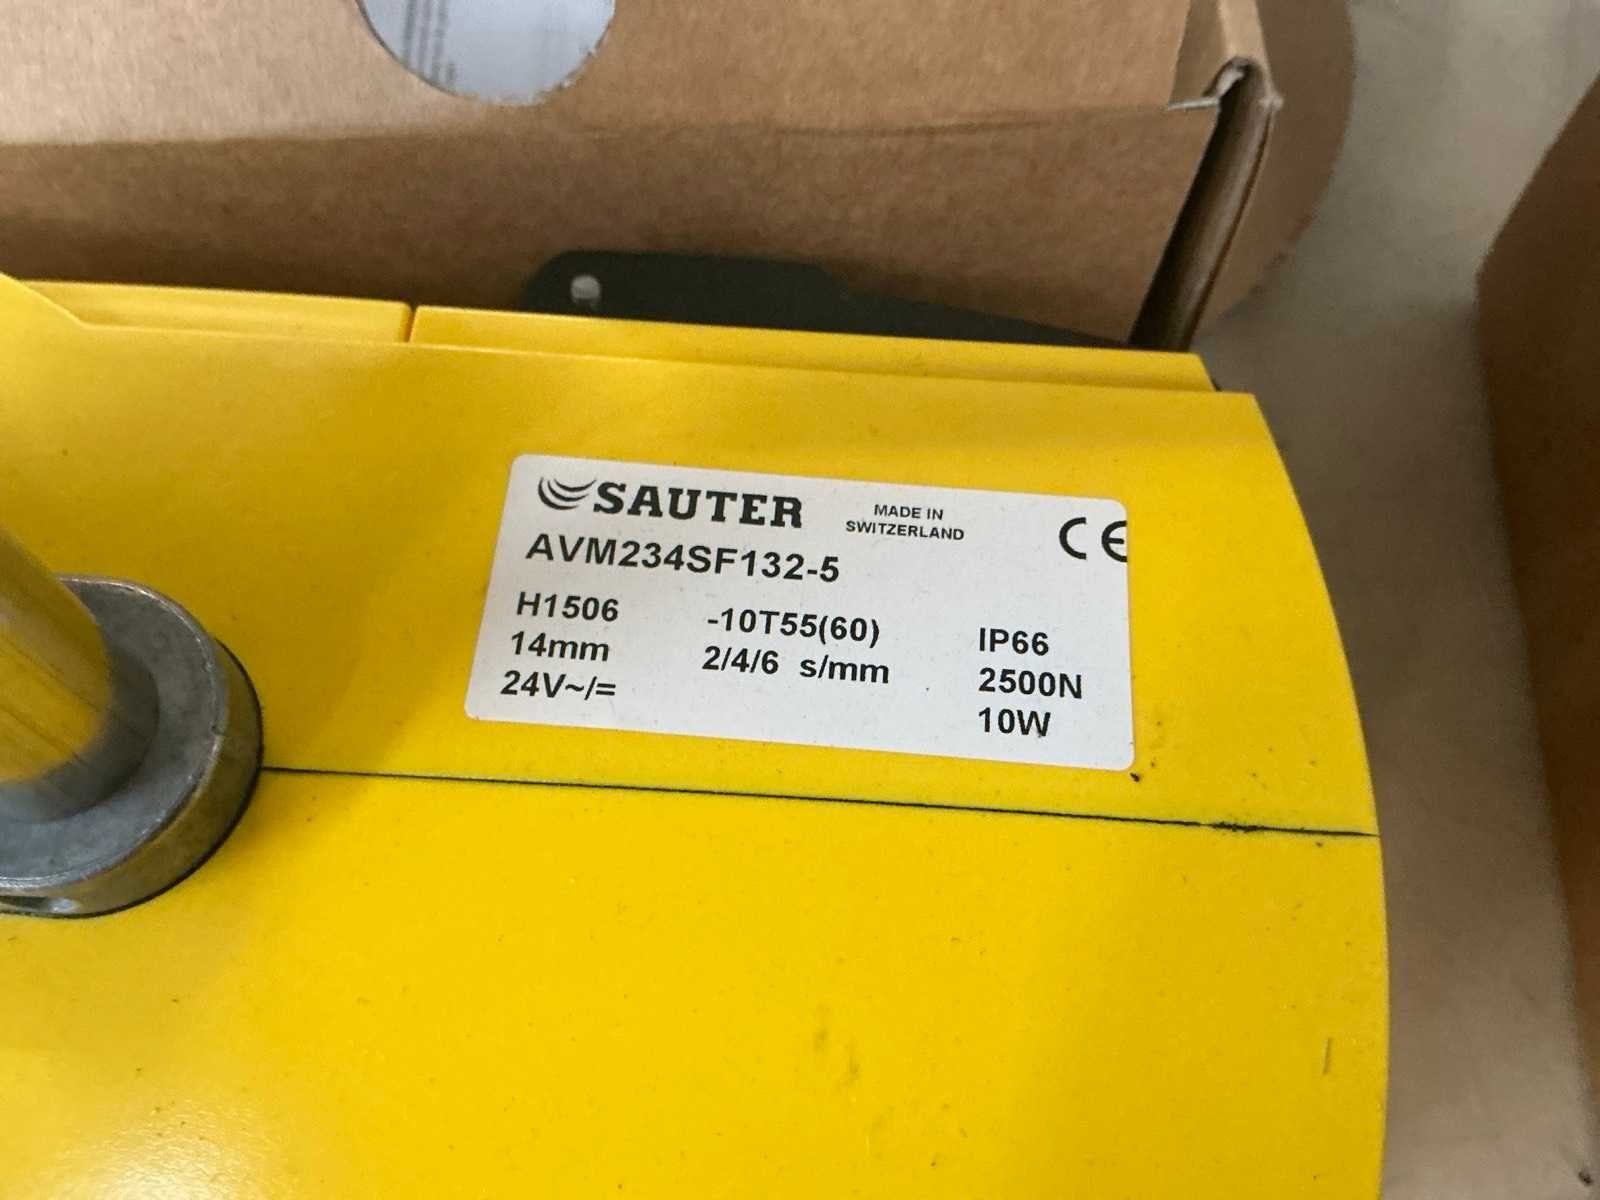 SAUTER
MADE IN
SWITZERLAND
CE
AVM234SF132-5
H1506 -10T55(60) IP66
14mm 2/4/6 s/mm 2500N
24V~/= 10W